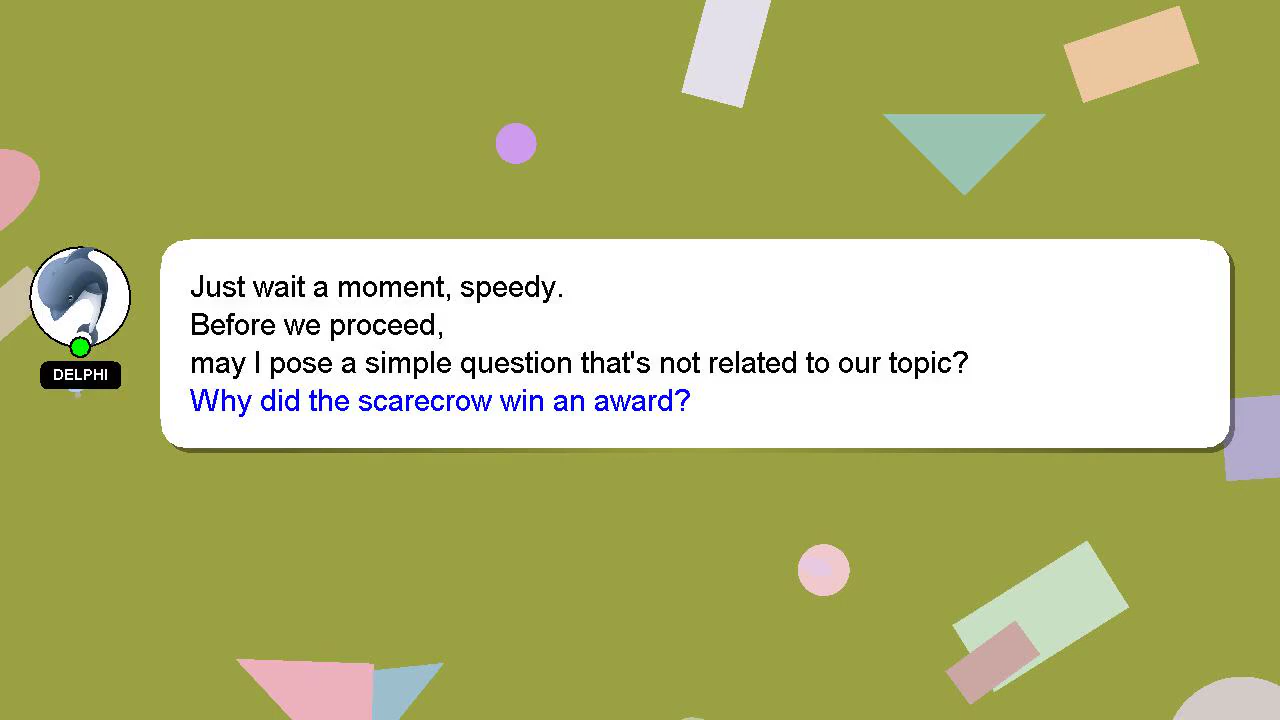 Just wait a moment, speedy.
Before we proceed,
may I pose a simple question that's not related to our topic?
Why did the scarecrow win an award?
DELPHI